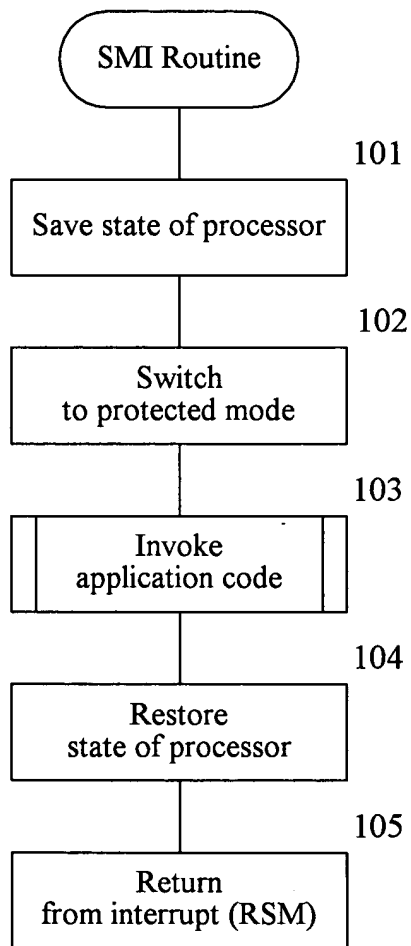 SMI Routine
101
Save state of processor
102
Switch
to protected mode
103
Invoke
application code
104
Restore
state of processor
105
Return
from interrupt (RSM)